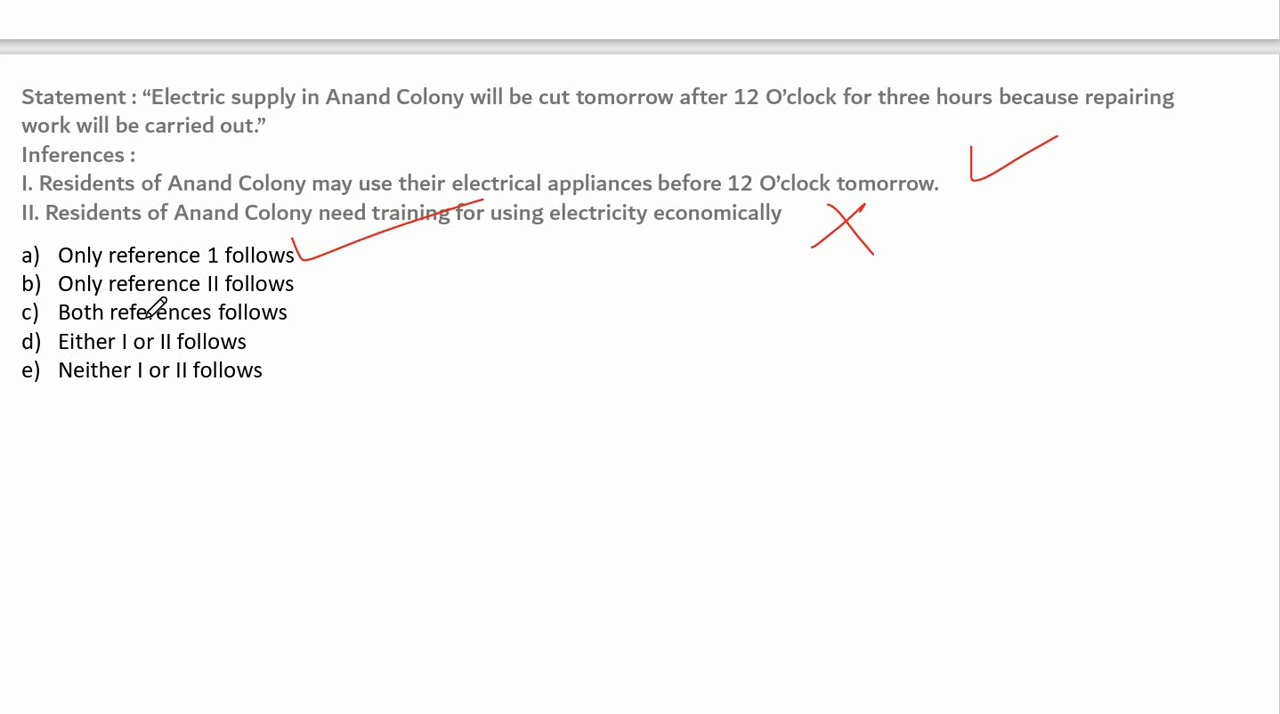 Statement : “Electric supply in Anand Colony will be cut tomorrow after 12 O’clock for three hours because repairing
work will be carried out.”
Inferences :
I. Residents of Anand Colony may use their electrical appliances before 12 O’clock tomorrow.
II. Residents of Anand Colony need training for using electricity economically
a) Only reference 1 follows
b) Only reference II follows
c) Both references follows
d) Either I or II follows
e) Neither I or II follows